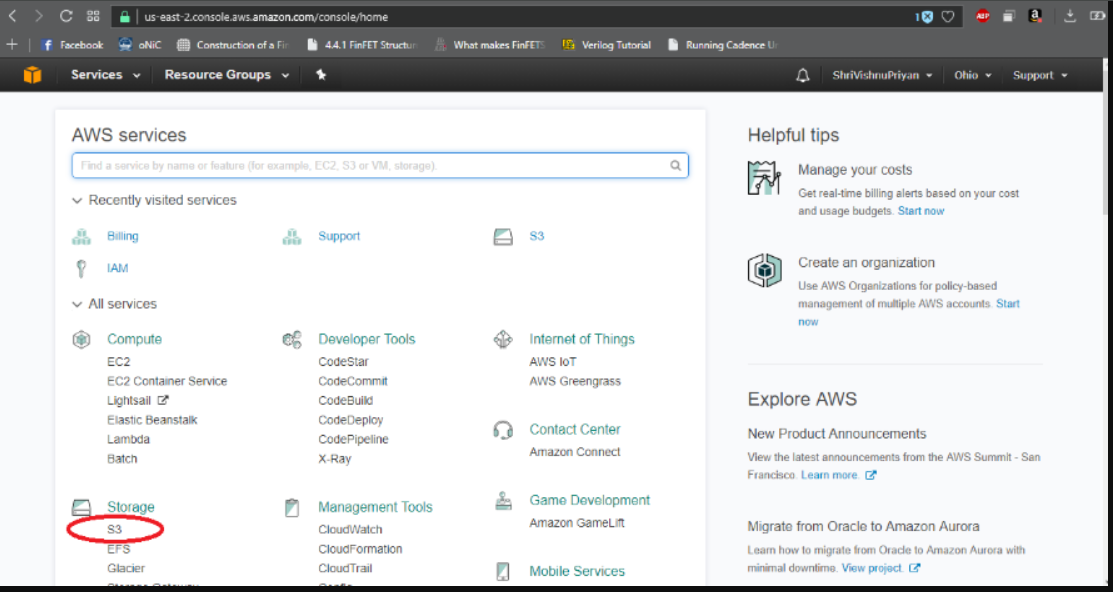 us-east-2.console.aws.amazon.com/console/home
1
ABP
a
Facebook
oNiC
Construction of a Fin
4.4.1 FinFET Structur
What makes FinFETS
Verilog Tutorial
Running Cadence Un
Services
Resource Groups
ShriVishnuPriyan
Ohio
Support
AWS services
Find a service by name or feature (for example, EC2, S3 or VM, storage).
Recently visited services
Billing
Support
S3
IAM
All services
Compute
EC2
EC2 Container Service
Lightsail
Elastic Beanstalk
Lambda
Batch
Developer Tools
CodeStar
CodeCommit
CodeBuild
CodeDeploy
CodePipeline
X-Ray
Internet of Things
AWS IoT
AWS Greengrass
Contact Center
Amazon Connect
Storage
S3
EFS
Glacier
Storage Gateway
Management Tools
CloudWatch
CloudFormation
CloudTrail
Config
Game Development
Amazon GameLift
Mobile Services
Helpful tips
Manage your costs
Get real-time billing alerts based on your cost
and usage budgets. Start now
Create an organization
Use AWS Organizations for policy-based
management of multiple AWS accounts. Start
now
Explore AWS
New Product Announcements
View the latest announcements from the AWS Summit - San
Francisco. Learn more.
Migrate from Oracle to Amazon Aurora
Learn how to migrate from Oracle to Amazon Aurora with
minimal downtime. View project.